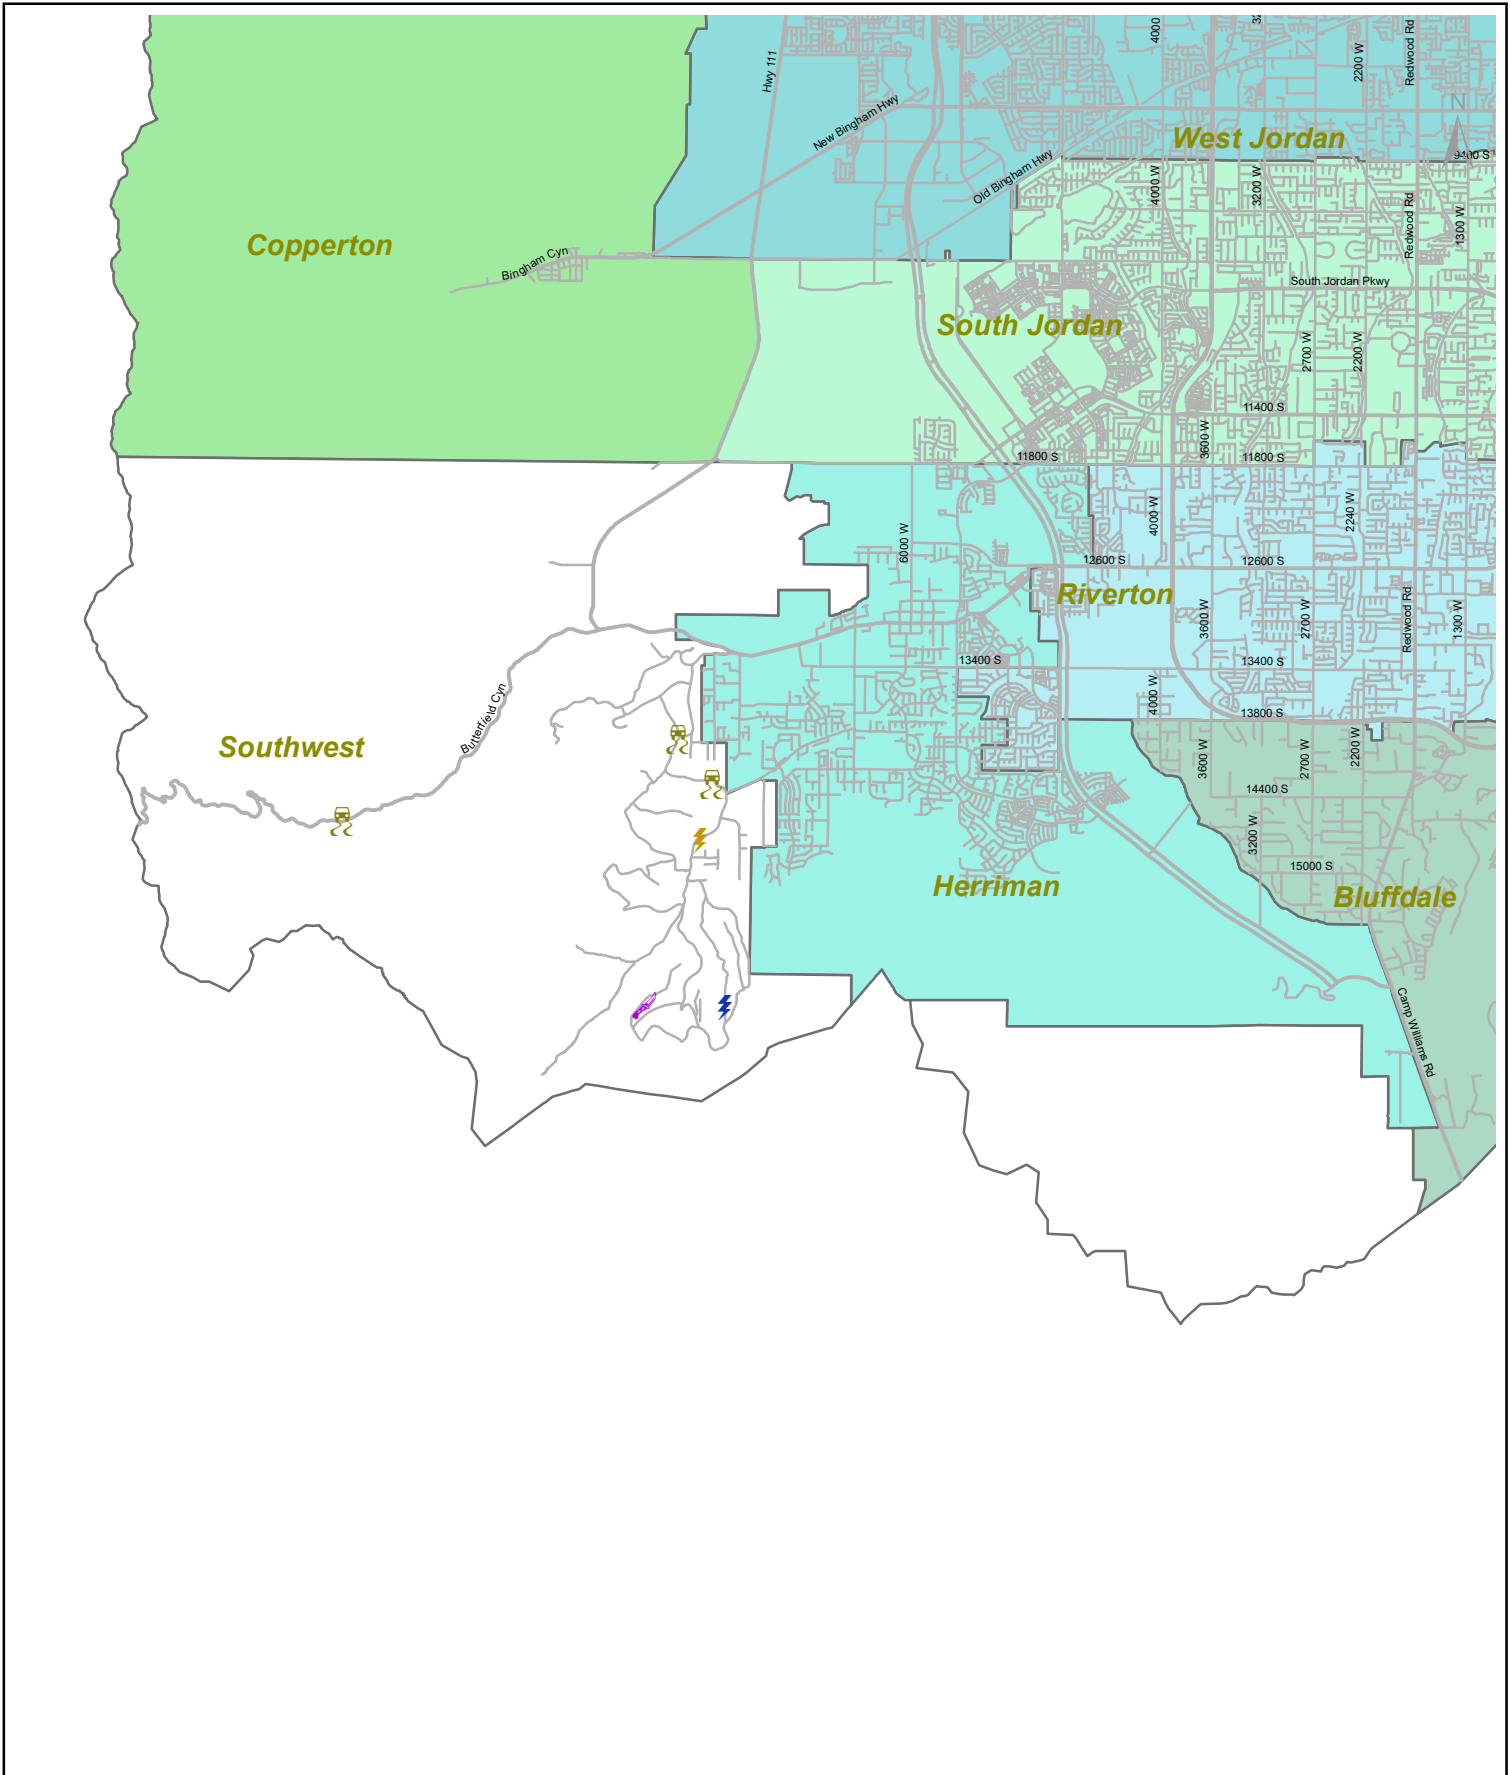 4000
32
2200 W
Redwood Rd
Hwy 111
New Bingham Hwy
N
West Jordan
Old Bingham Hwy
9400 S
4000 W
3200 W
Redwood Rd
1300 W
Copperton
Bingham Cyn
South Jordan Pkwy
South Jordan
2700 W
2200 W
11400 S
3600 W
11800 S
11800 S
4000 W
2240 W
6000 W
12600 S
12600 S
Riverton
3600 W
2700 W
Redwood Rd
1300 W
13400 S
13400 S
4000 W
13800 S
Butterfield Cyn
Southwest
3600 W
2700 W
2200 W
14400 S
3200 W
15000 S
Herriman
Bluffdale
Camp Williams Rd